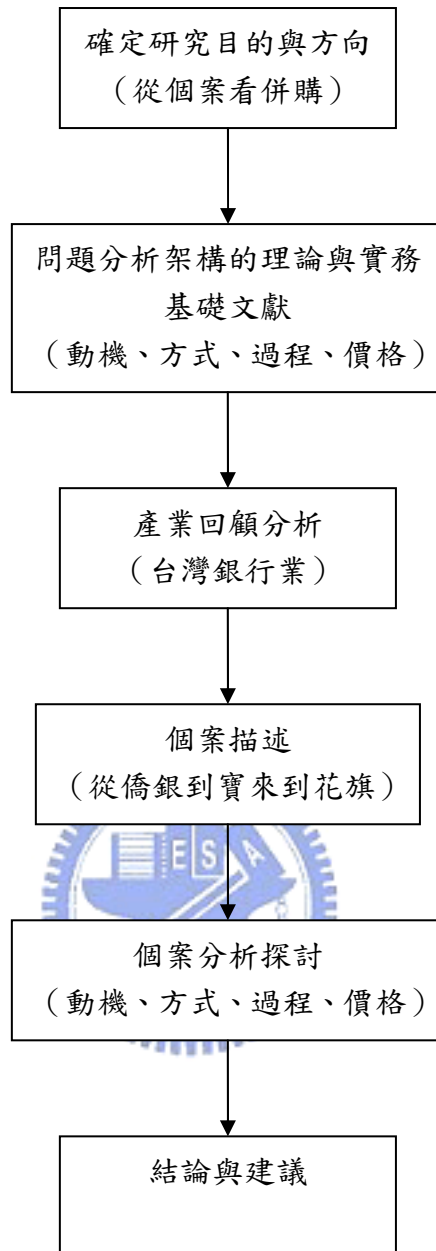 確定研究目的與方向
（從個案看併購）
問題分析架構的理論與實務
基礎文獻
（動機、方式、過程、價格）
產業回顧分析
（台灣銀行業）
個案描述
（從僑銀到寶來到花旗）
ESA
個案分析探討
（動機、方式、過程、價格）
結論與建議